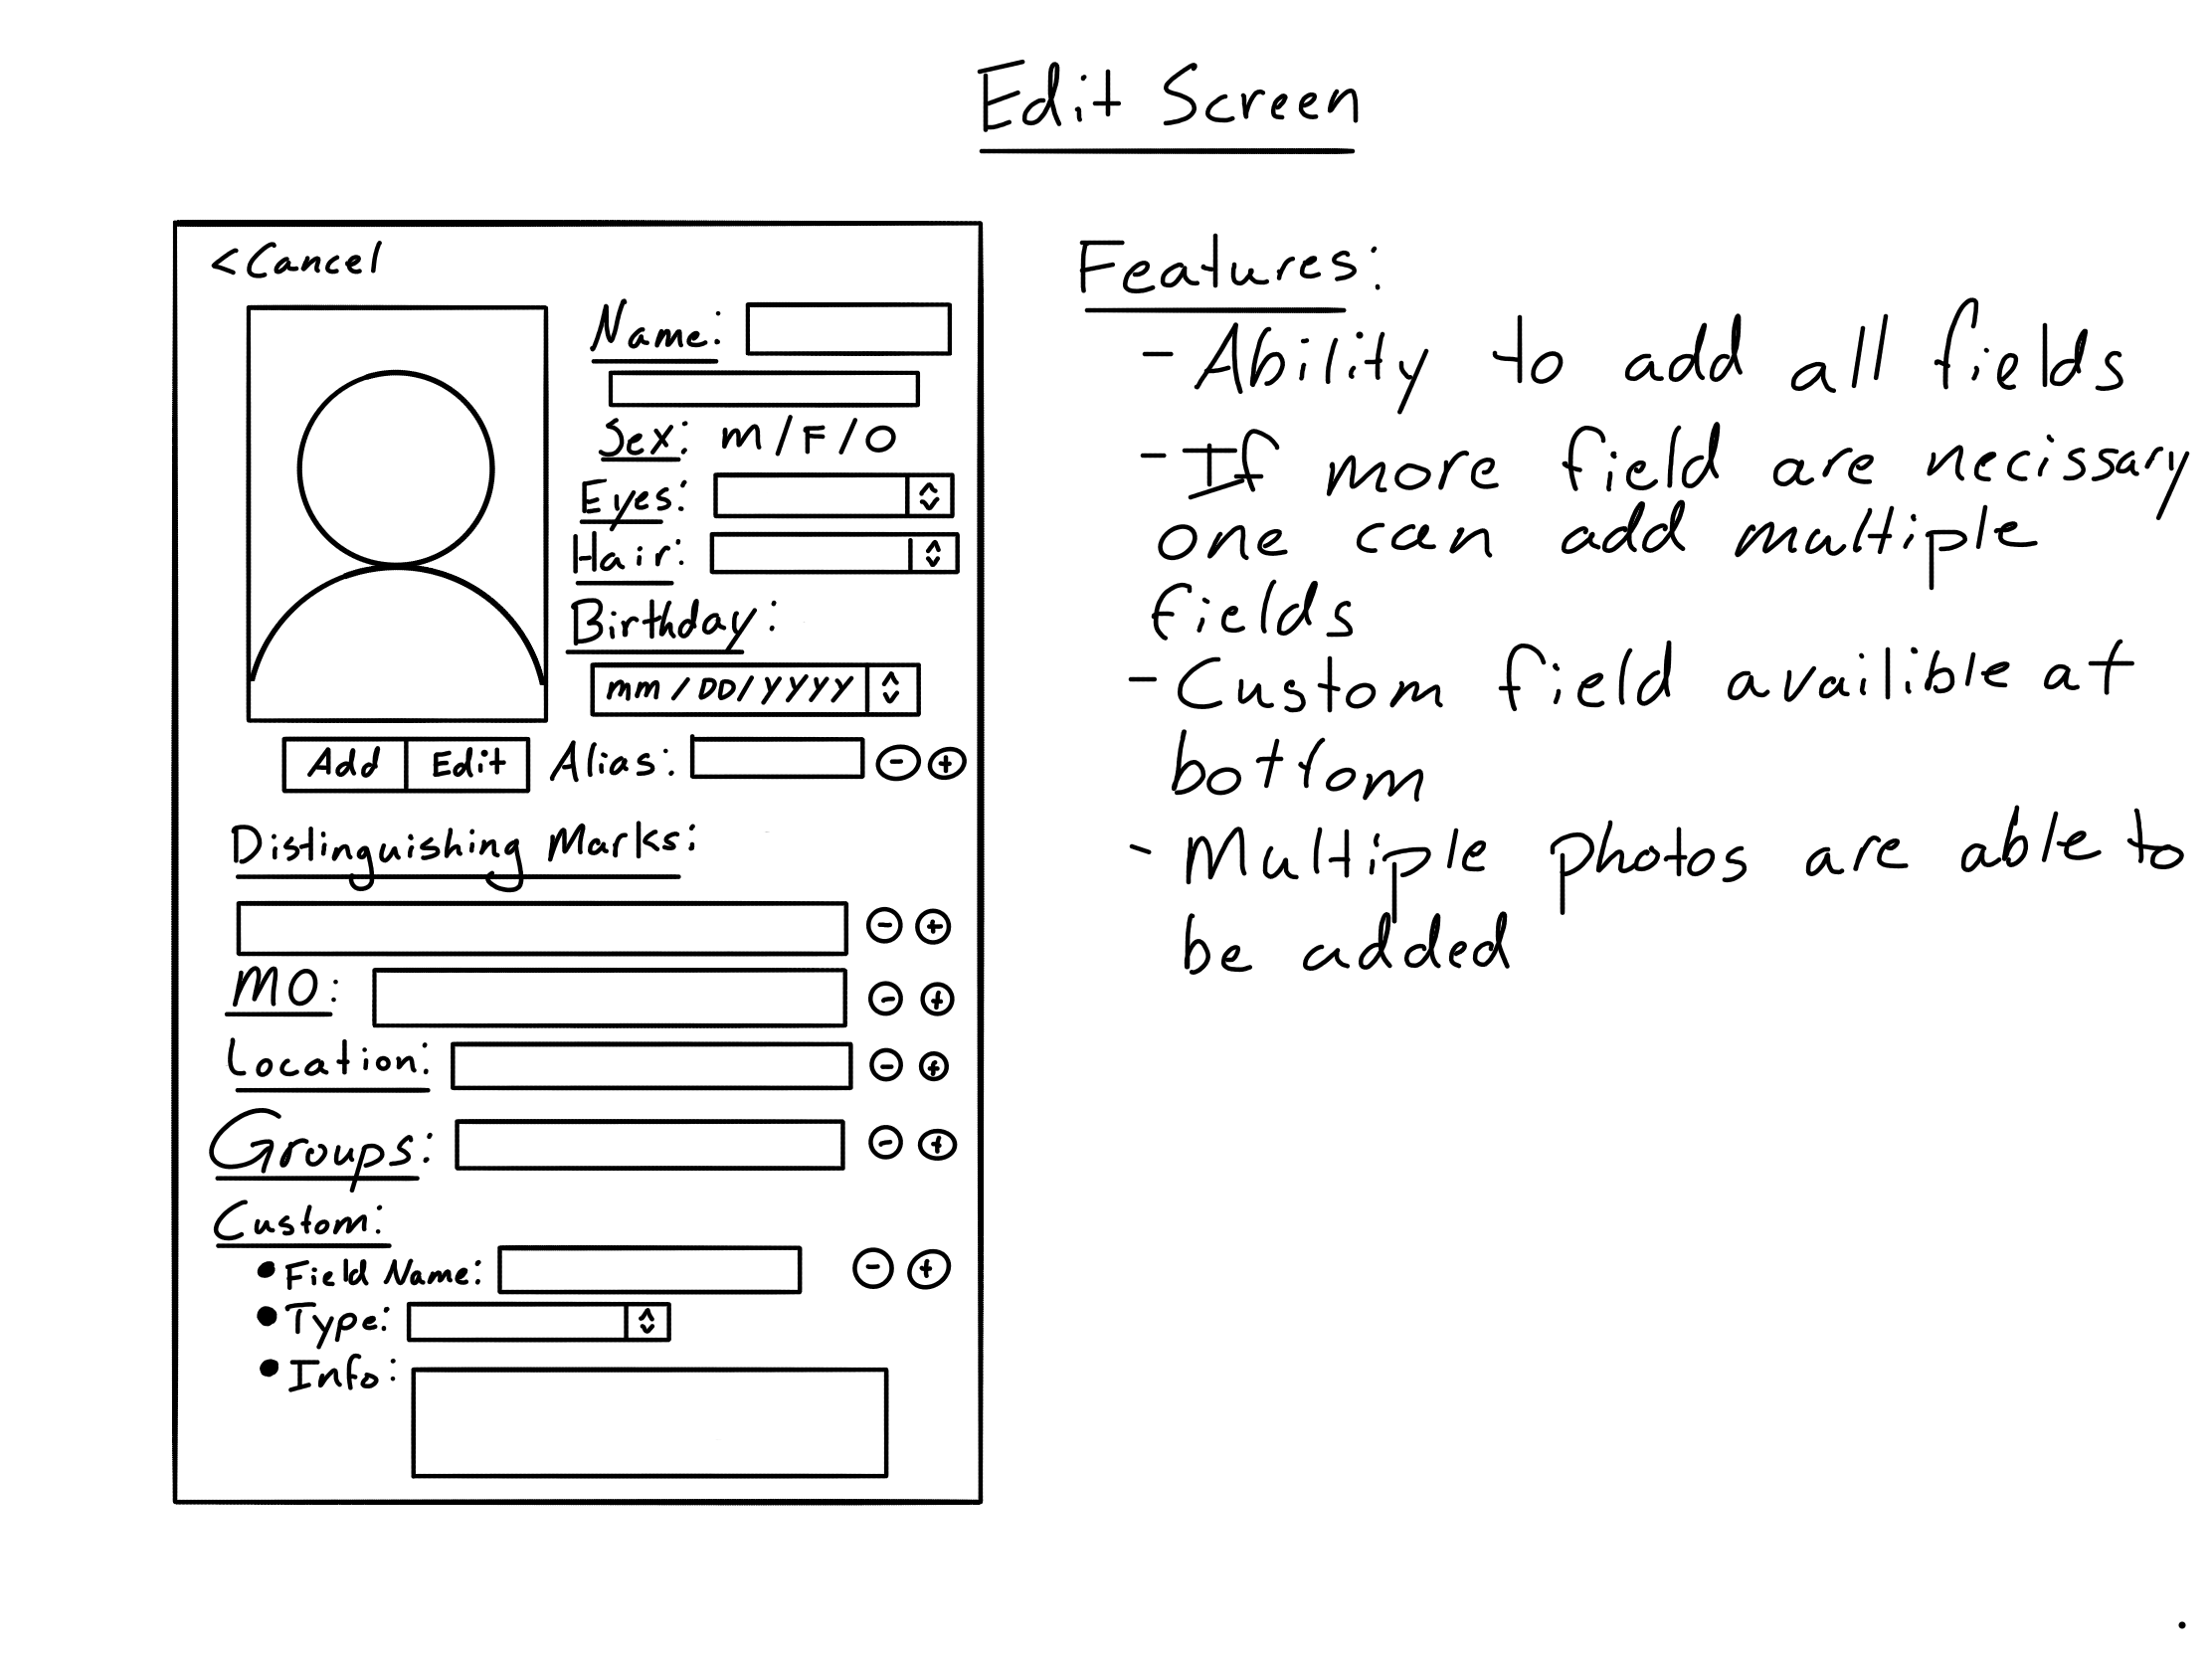 Edit Screen
< Cancel
Name:
Sex: M/F/O
Eyes:
Hair:
Birthday:
mm/DD/YYYY
Add Edit
Alias: - +
Distinguishing Marks:
- +
MO: - +
Location: - +
Groups: - +
Custom:
• Field Name: - +
• Type:
• Info:
Features:
- Ability to add all fields
- If more field are necissary
one can add multiple
fields
- Custom field availible at
bottom
- Multiple photos are able to
be added